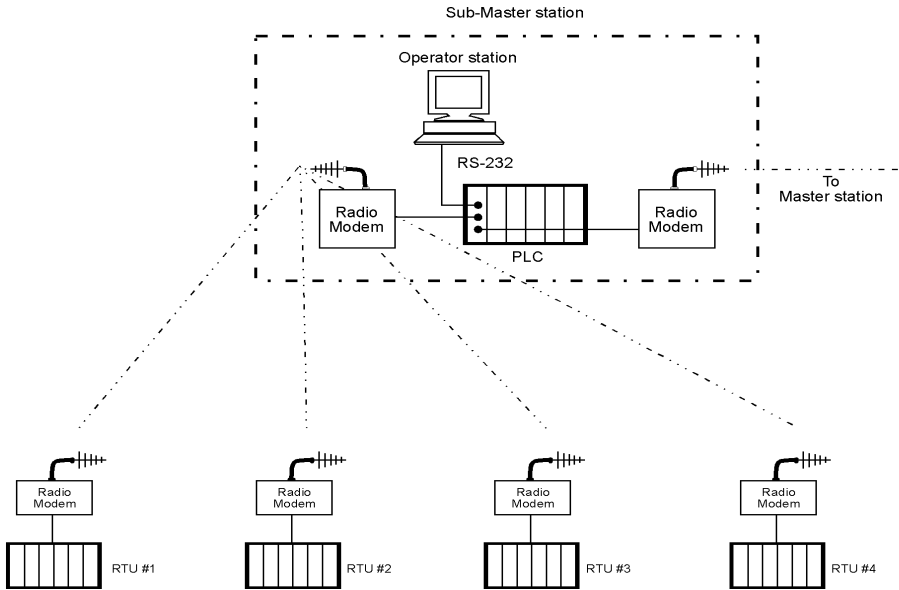 Sub-Master station
Operator station
RS-232
To
Master station
Radio
Modem
PLC
Radio
Modem
Radio
Modem
RTU #1
Radio
Modem
RTU #2
Radio
Modem
RTU #3
Radio
Modem
RTU #4